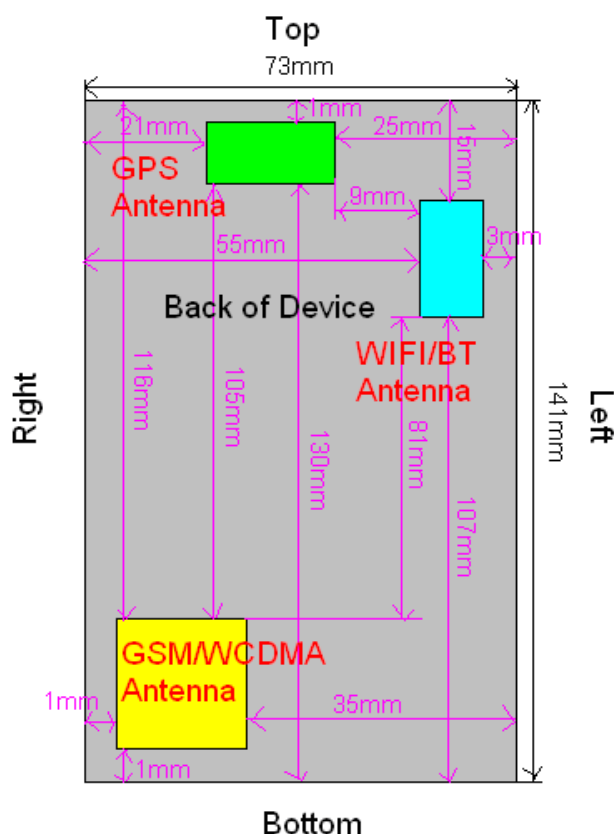 Top
73mm
1mm
21mm
25mm
15mm
GPS
Antenna
9mm
3mm
55mm
Back of Device
WIFI/BT
Antenna
116mm
105mm
130mm
81mm
107mm
141mm
Right
Left
GSM/WCDMA
Antenna
1mm
35mm
1mm
Bottom